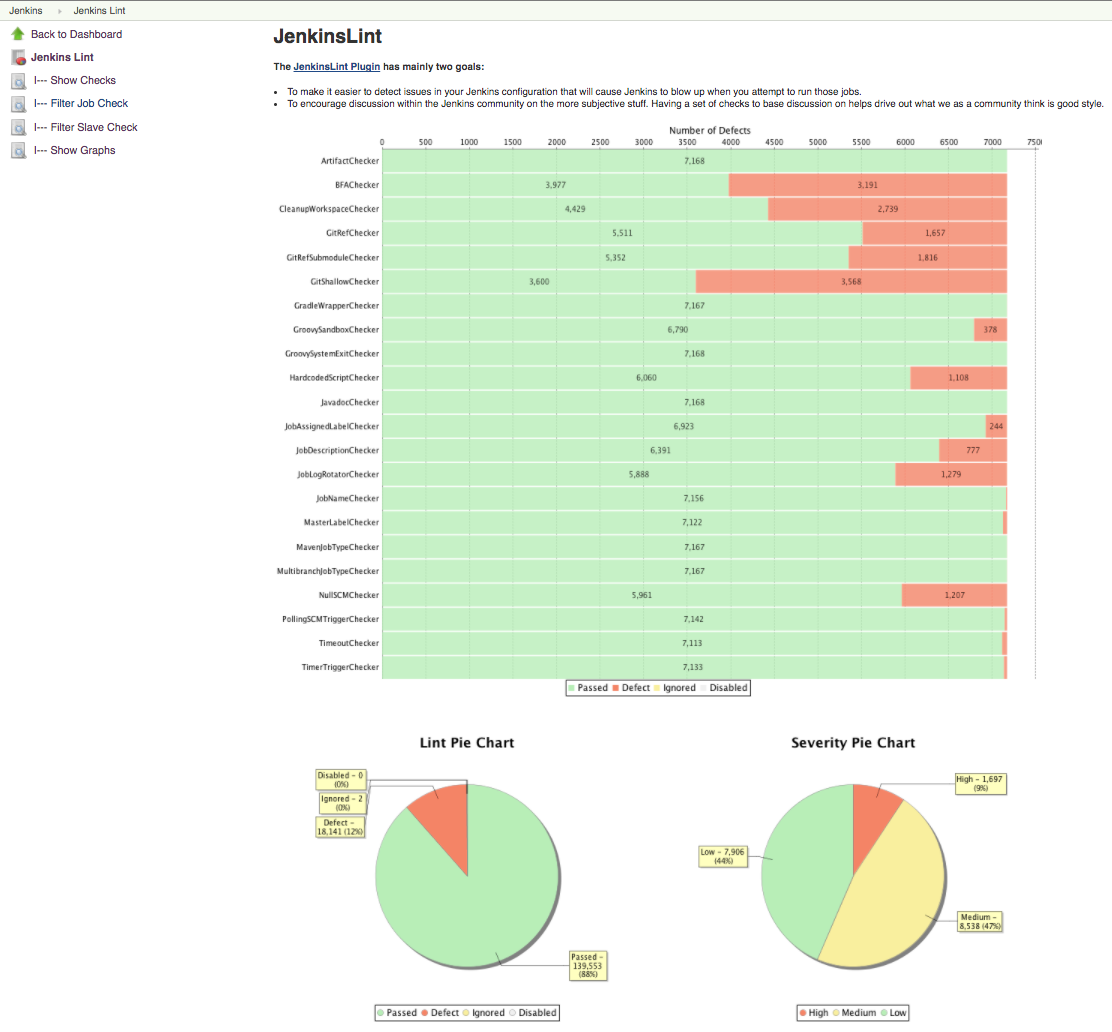 Jenkins Jenkins Lint
Back to Dashboard
Jenkins Lint
I--- Show Checks
I--- Filter Job Check
I--- Filter Slave Check
I--- Show Graphs
JenkinsLint
The JenkinsLint Plugin has mainly two goals:
• To make it easier to detect issues in your Jenkins configuration that will cause Jenkins to blow up when you attempt to run those jobs.
• To encourage discussion within the Jenkins community on the more subjective stuff. Having a set of checks to base discussion on helps drive out what we as a community think is good style.
Number of Defects
0 500 1000 1500 2000 2500 3000 3500 4000 4500 5000 5500 6000 6500 7000 750
ArtifactChecker 7,168
BFAChecker 3,977 3,191
CleanupWorkspaceChecker 4,429 2,739
GitRefChecker 5,511 1,657
GitRefSubmoduleChecker 5,352 1,816
GitShallowChecker 3,600 3,568
GradleWrapperChecker 7,167
GroovySandboxChecker 6,790 378
GroovySystemExitChecker 7,168
HardcodedScriptChecker 6,060 1,108
JavadocChecker 7,168
JobAssignedLabelChecker 6,923 244
JobDescriptionChecker 6,391 777
JobLogRotatorChecker 5,888 1,279
JobNameChecker 7,156
MasterLabelChecker 7,122
MavenJobTypeChecker 7,167
MultibranchJobTypeChecker 7,167
NullSCMChecker 5,961 1,207
PollingSCMTriggerChecker 7,142
TimeoutChecker 7,113
TimerTriggerChecker 7,133
Passed Defect Ignored Disabled
Lint Pie Chart
Disabled - 0
(0%)
Ignored - 2
(0%)
Defect -
18,141 (12%)
Passed -
139,553
(88%)
Passed Defect Ignored Disabled
Severity Pie Chart
High - 1,697
(9%)
Low - 7,906
(44%)
Medium -
8,538 (47%)
High Medium Low